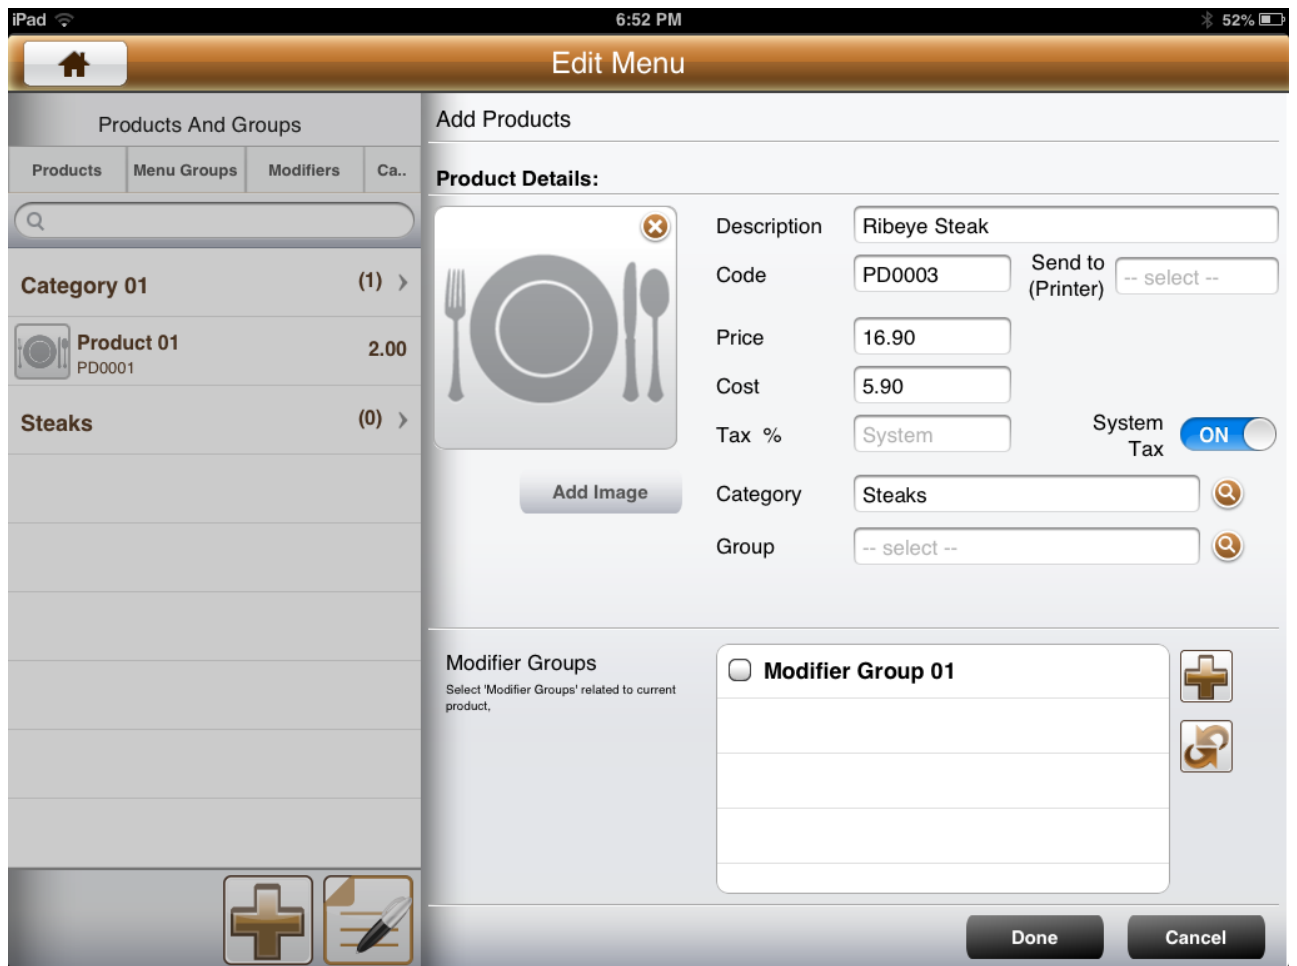 iPad 6:52 PM 52%
Edit Menu
Products And Groups
Products Menu Groups Modifiers Ca..
Category 01 (1)
Product 01 2.00
PD0001
Steaks (0)
Add Products
Product Details:
Description Ribeye Steak
Code PD0003 Send to (Printer) -- select --
Price 16.90
Cost 5.90
Tax % System System Tax ON
Add Image
Category Steaks
Group -- select --
Modifier Groups
Select 'Modifier Groups' related to current
product,
Modifier Group 01
Done Cancel